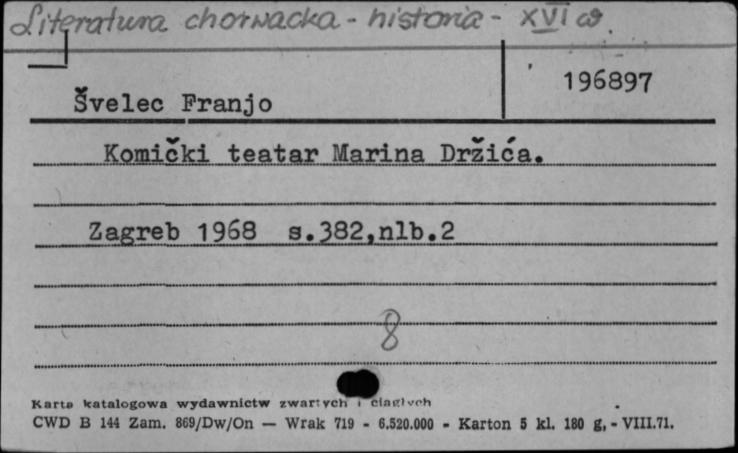 Literatura chorwacka - historia - XVI w.
196897
Švelec Franjo
Komički teatar Marina Držića.
Zagreb 1968 s.382,nlb.2
8
Karta katalogowa wydawnictw zwartych i ciągłych
CWD B 144 Zam. 869/Dw/On — Wrak 719 - 6.520.000 - Karton 5 kl. 180 g, - VIII.71.